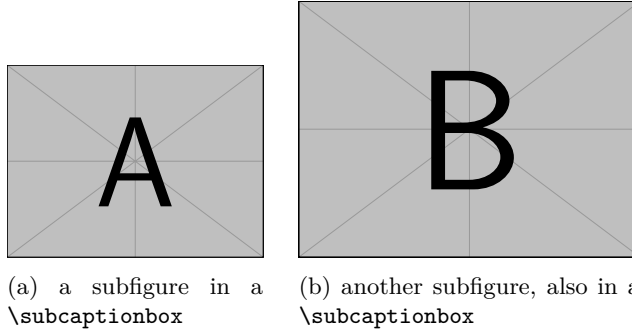 A
B
(a) a subfigure in a
\subcaptionbox
(b) another subfigure, also in a
\subcaptionbox